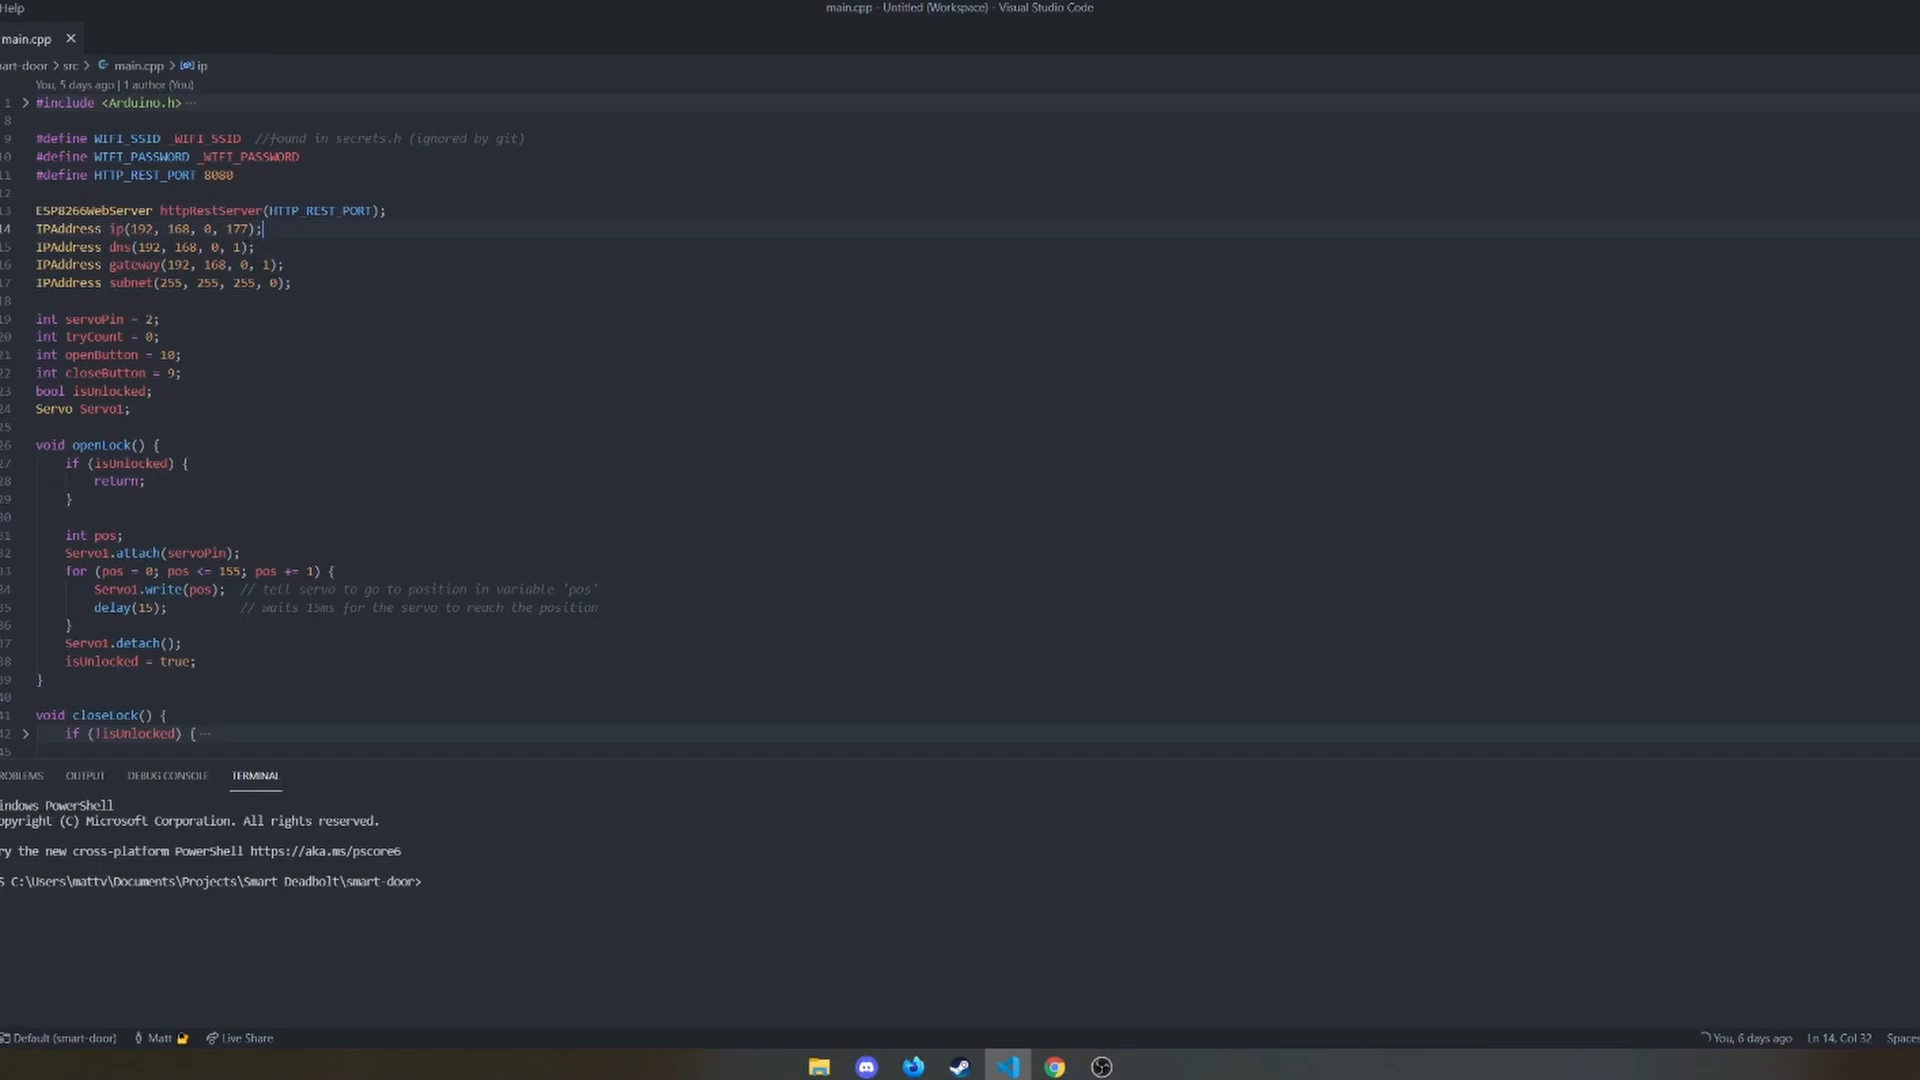 Help
main.cpp - Untitled (Workspace) - Visual Studio Code
main.cpp
art-door > src > main.cpp > ip
You, 5 days ago | 1 author (You)
1 #include <Arduino.h> ...
8
9 #define WIFI_SSID _WIFI_SSID //found in secrets.h (ignored by git)
10 #define WIFI_PASSWORD _WIFI_PASSWORD
11 #define HTTP_REST_PORT 8080
12
13 ESP8266WebServer httpRestServer(HTTP_REST_PORT);
14 IPAddress ip(192, 168, 0, 177);
15 IPAddress dns(192, 168, 0, 1);
16 IPAddress gateway(192, 168, 0, 1);
17 IPAddress subnet(255, 255, 255, 0);
18
19 int servoPin = 2;
20 int tryCount = 0;
21 int openButton = 10;
22 int closeButton = 9;
23 bool isUnlocked;
24 Servo Servo1;
25
26 void openLock() {
27 if (isUnlocked) {
28 return;
29 }
30
31 int pos;
32 Servo1.attach(servoPin);
33 for (pos = 0; pos <= 155; pos += 1) {
34 Servo1.write(pos); // tell servo to go to position in variable 'pos'
35 delay(15); // waits 15ms for the servo to reach the position
36 }
37 Servo1.detach();
38 isUnlocked = true;
39 }
40
41 void closeLock() {
42 if (!isUnlocked) { ...
45
ROBLEMS OUTPUT DEBUG CONSOLE TERMINAL
indows PowerShell
opyright (C) Microsoft Corporation. All rights reserved.
ry the new cross-platform PowerShell https://aka.ms/pscore6
S C:\Users\mattv\Documents\Projects\Smart Deadbolt\smart-door>
Default (smart-door) Matt Live Share You, 6 days ago Ln 14, Col 32 Spaces